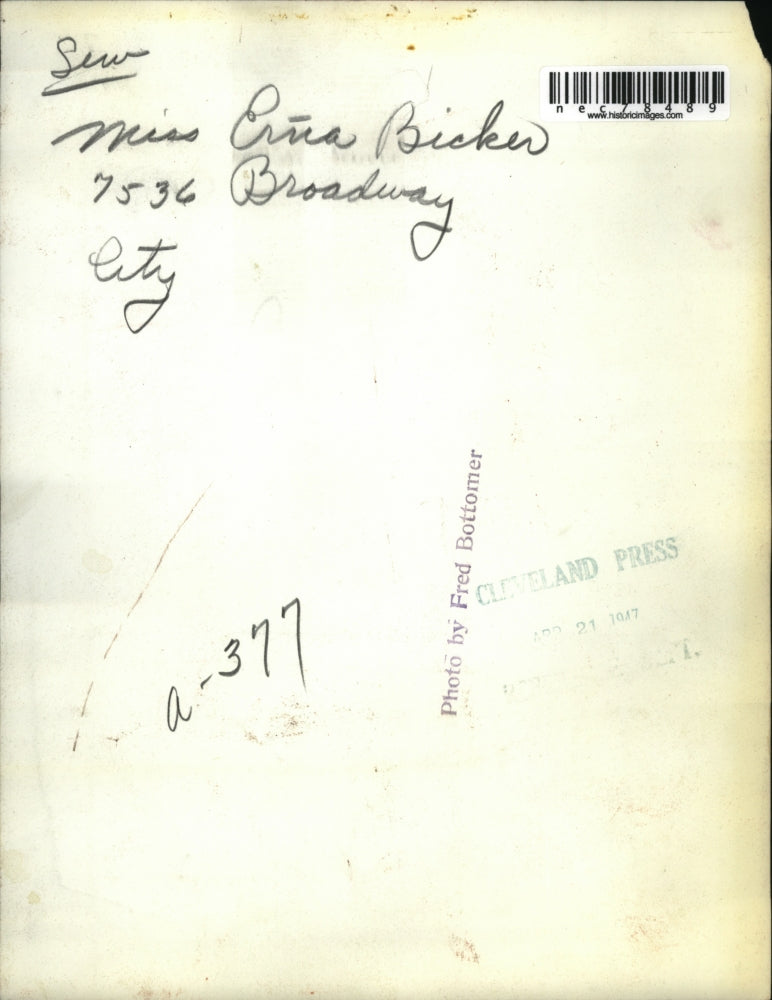 Sew
nec78489
www.historicimages.com
Miss Erna Bicker
7536 Broadway
City
Photo by Fred Bottomer
CLEVELAND PRESS
APR 21 1947
a-377